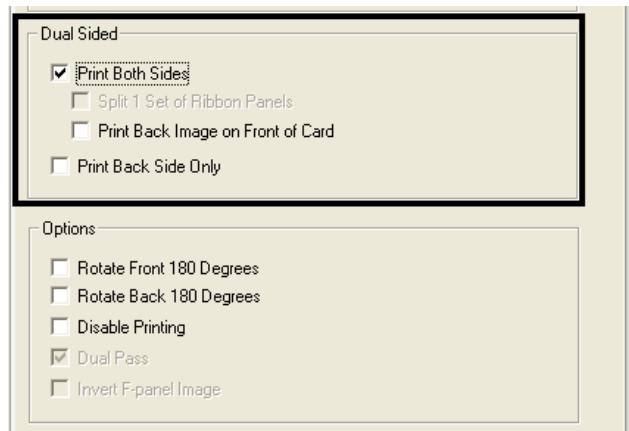 Dual Sided
Print Both Sides
Split 1 Set of Ribbon Panels
Print Back Image on Front of Card
Print Back Side Only
Options
Rotate Front 180 Degrees
Rotate Back 180 Degrees
Disable Printing
Dual Pass
Invert F-panel Image